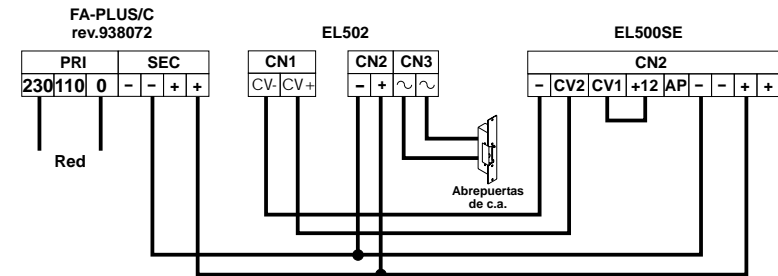 FA-PLUS/C
rev.938072
EL502
EL500SE
PRI SEC
CN1
CN2 CN3
CN2
230 110 0 – – + +
CV- CV+
– + ~ ~
– CV2 CV1 +12 AP – – + +
Red
Abrepuertas
de c.a.